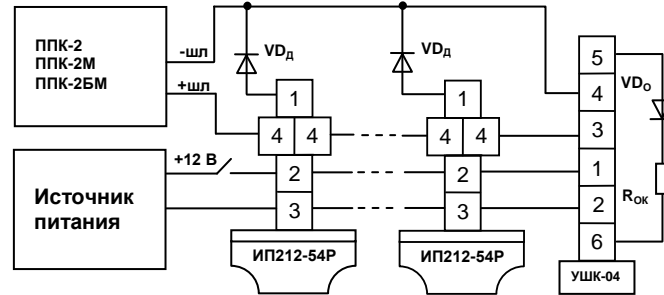 ППК-2
ППК-2М
ППК-2БМ
-шл
+шл
VDд
VDд
1
4 4
2
3
ИП212-54Р
1
4 4
2
3
ИП212-54Р
+12 В
Источник
питания
5
4
3
1
2
6
УШК-04
VDо
Rок